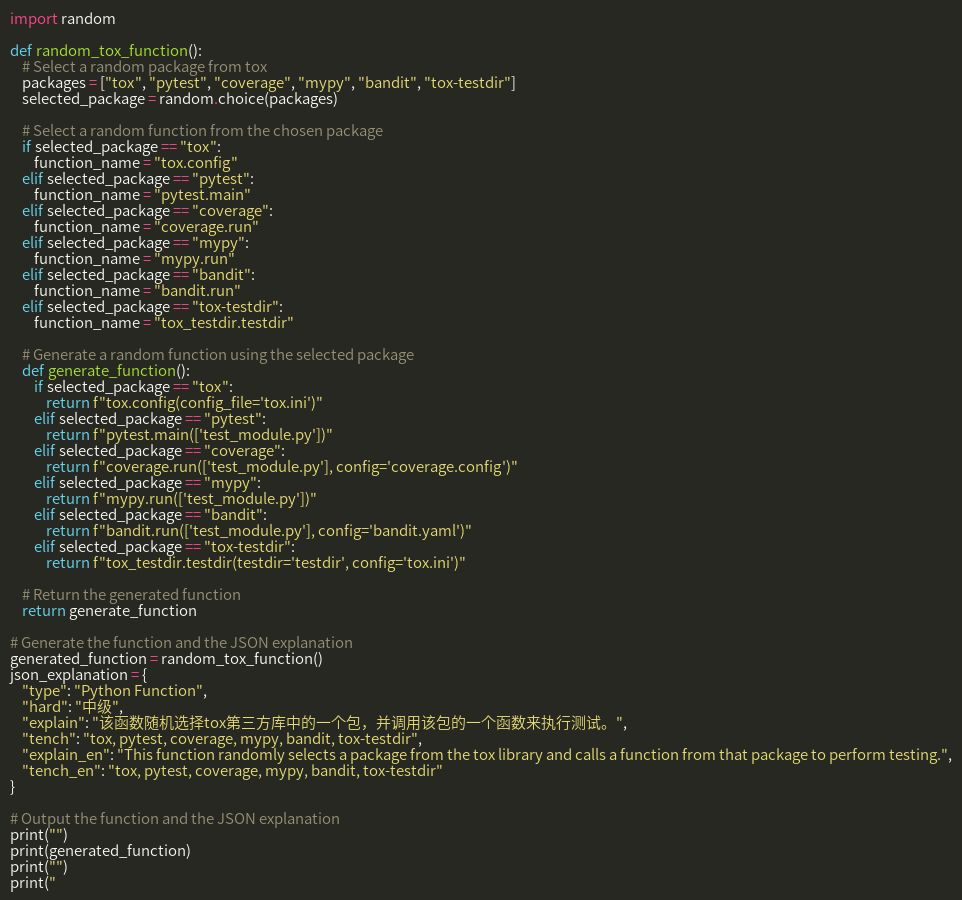 import random

def random_tox_function():
    # Select a random package from tox
    packages = ["tox", "pytest", "coverage", "mypy", "bandit", "tox-testdir"]
    selected_package = random.choice(packages)

    # Select a random function from the chosen package
    if selected_package == "tox":
        function_name = "tox.config"
    elif selected_package == "pytest":
        function_name = "pytest.main"
    elif selected_package == "coverage":
        function_name = "coverage.run"
    elif selected_package == "mypy":
        function_name = "mypy.run"
    elif selected_package == "bandit":
        function_name = "bandit.run"
    elif selected_package == "tox-testdir":
        function_name = "tox_testdir.testdir"

    # Generate a random function using the selected package
    def generate_function():
        if selected_package == "tox":
            return f"tox.config(config_file='tox.ini')"
        elif selected_package == "pytest":
            return f"pytest.main(['test_module.py'])"
        elif selected_package == "coverage":
            return f"coverage.run(['test_module.py'], config='coverage.config')"
        elif selected_package == "mypy":
            return f"mypy.run(['test_module.py'])"
        elif selected_package == "bandit":
            return f"bandit.run(['test_module.py'], config='bandit.yaml')"
        elif selected_package == "tox-testdir":
            return f"tox_testdir.testdir(testdir='testdir', config='tox.ini')"

    # Return the generated function
    return generate_function

# Generate the function and the JSON explanation
generated_function = random_tox_function()
json_explanation = {
    "type": "Python Function",
    "hard": "中级",
    "explain": "该函数随机选择tox第三方库中的一个包，并调用该包的一个函数来执行测试。",
    "tench": "tox, pytest, coverage, mypy, bandit, tox-testdir",
    "explain_en": "This function randomly selects a package from the tox library and calls a function from that package to perform testing.",
    "tench_en": "tox, pytest, coverage, mypy, bandit, tox-testdir"
}

# Output the function and the JSON explanation
print("")
print(generated_function)
print("")
print("